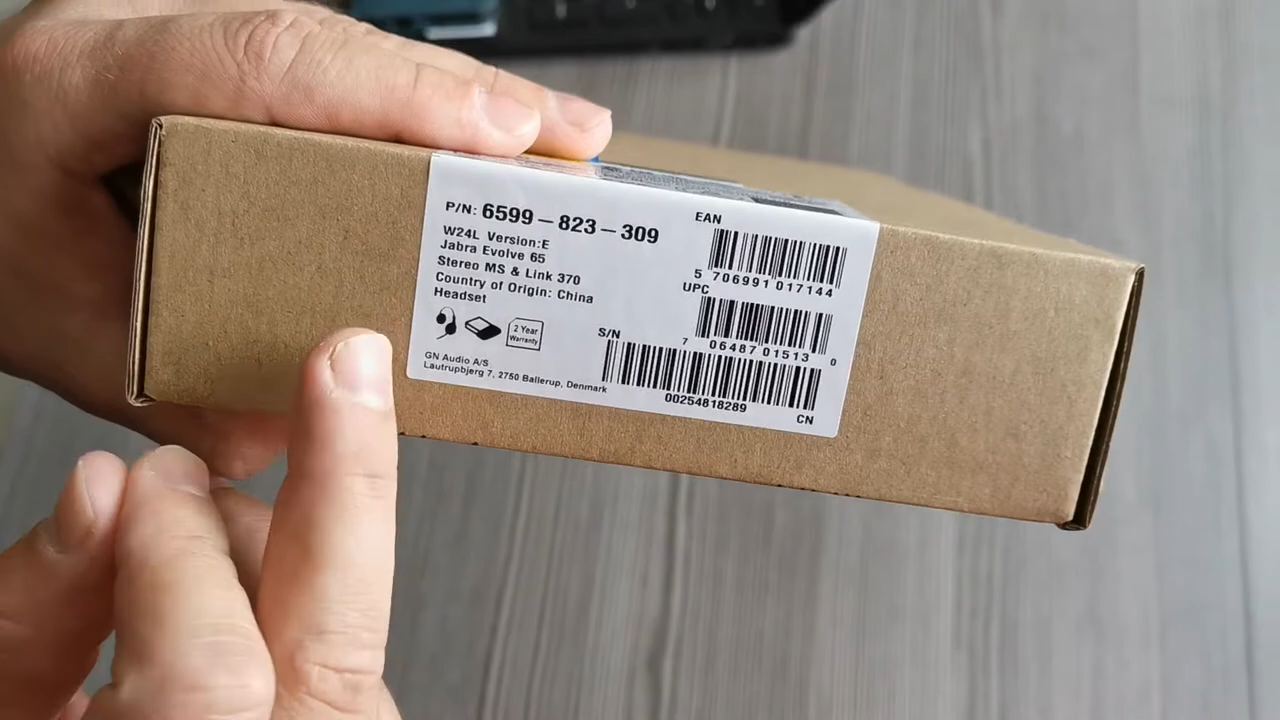 P/N: 6599-823-309
W24L Version:E
Jabra Evolve 65
Stereo MS & Link 370
Country of Origin: China
Headset
2 Year
Warranty
GN Audio A/S
Lautrupbjerg 7, 2750 Ballerup, Denmark
EAN
5 706991 017144
UPC
7 06487 01513 0
S/N
00254818289
CN